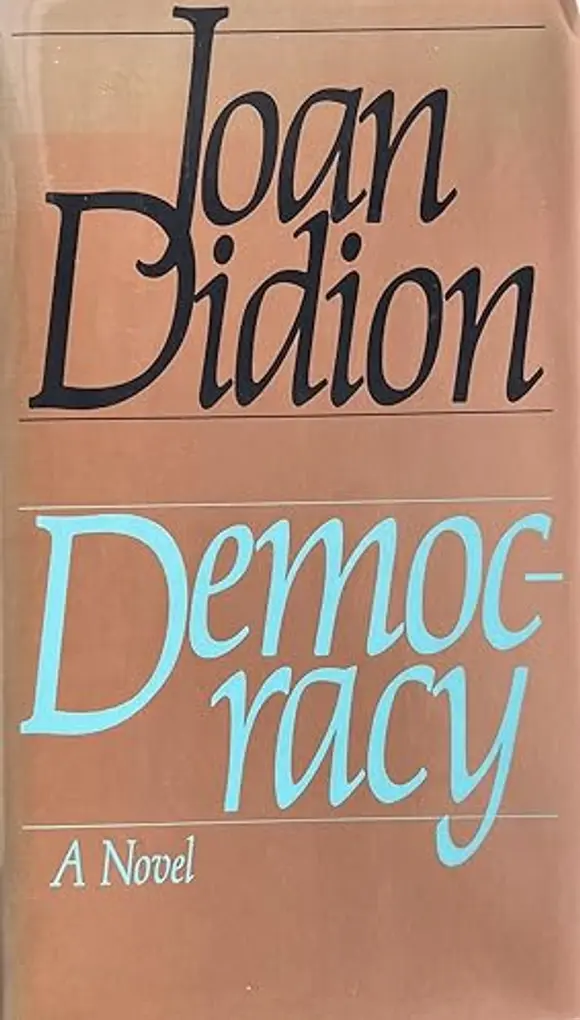 Joan
Didion
Democ-
racy
A Novel